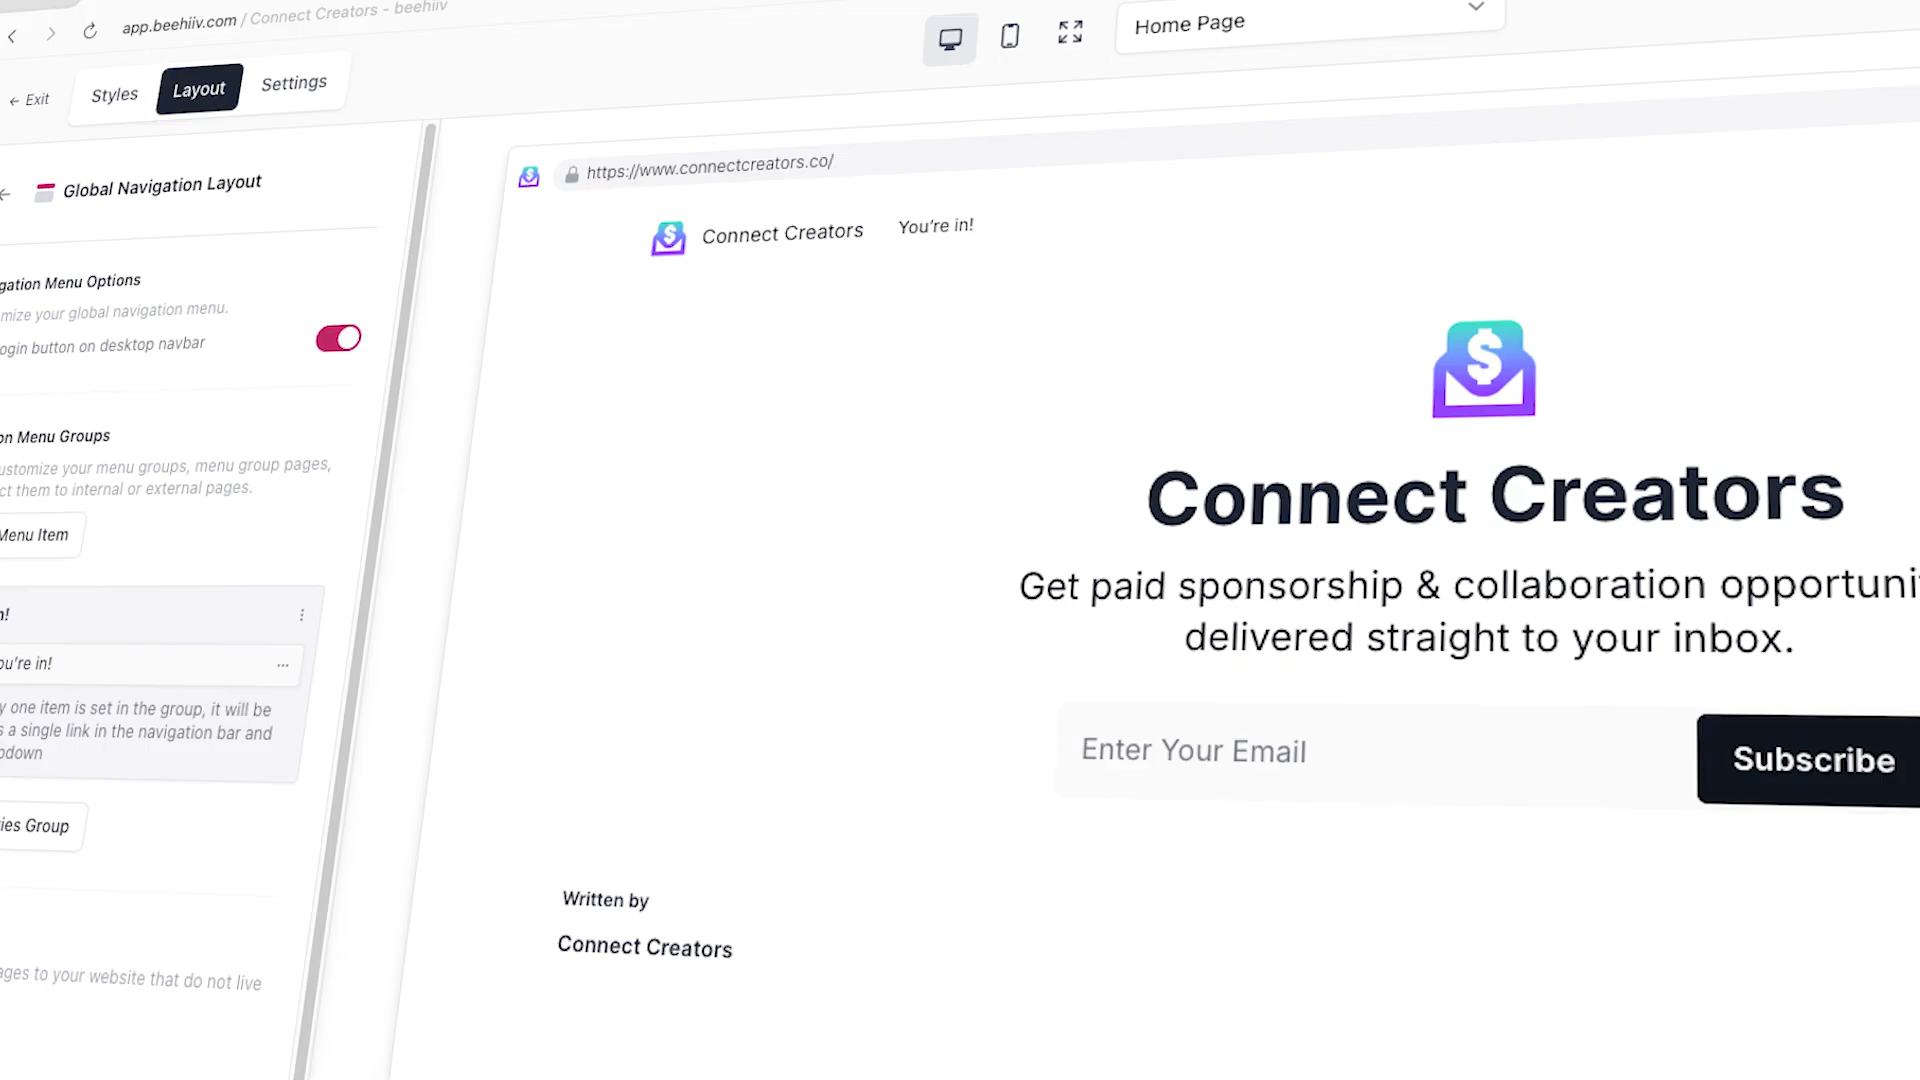 app.beehiiv.com / Connect Creators - beehiiv
Home Page
← Exit
Styles
Layout
Settings
Global Navigation Layout
https://www.connectcreators.co/
Connect Creators
You're in!
gation Menu Options
mize your global navigation menu.
ogin button on desktop navbar
on Menu Groups
ustomize your menu groups, menu group pages,
ct them to internal or external pages.
Menu Item
n!
ou're in!
y one item is set in the group, it will be
s a single link in the navigation bar and
pdown
ies Group
ages to your website that do not live
$
Connect Creators
Get paid sponsorship & collaboration opportuni
delivered straight to your inbox.
Enter Your Email
Subscribe
Written by
Connect Creators